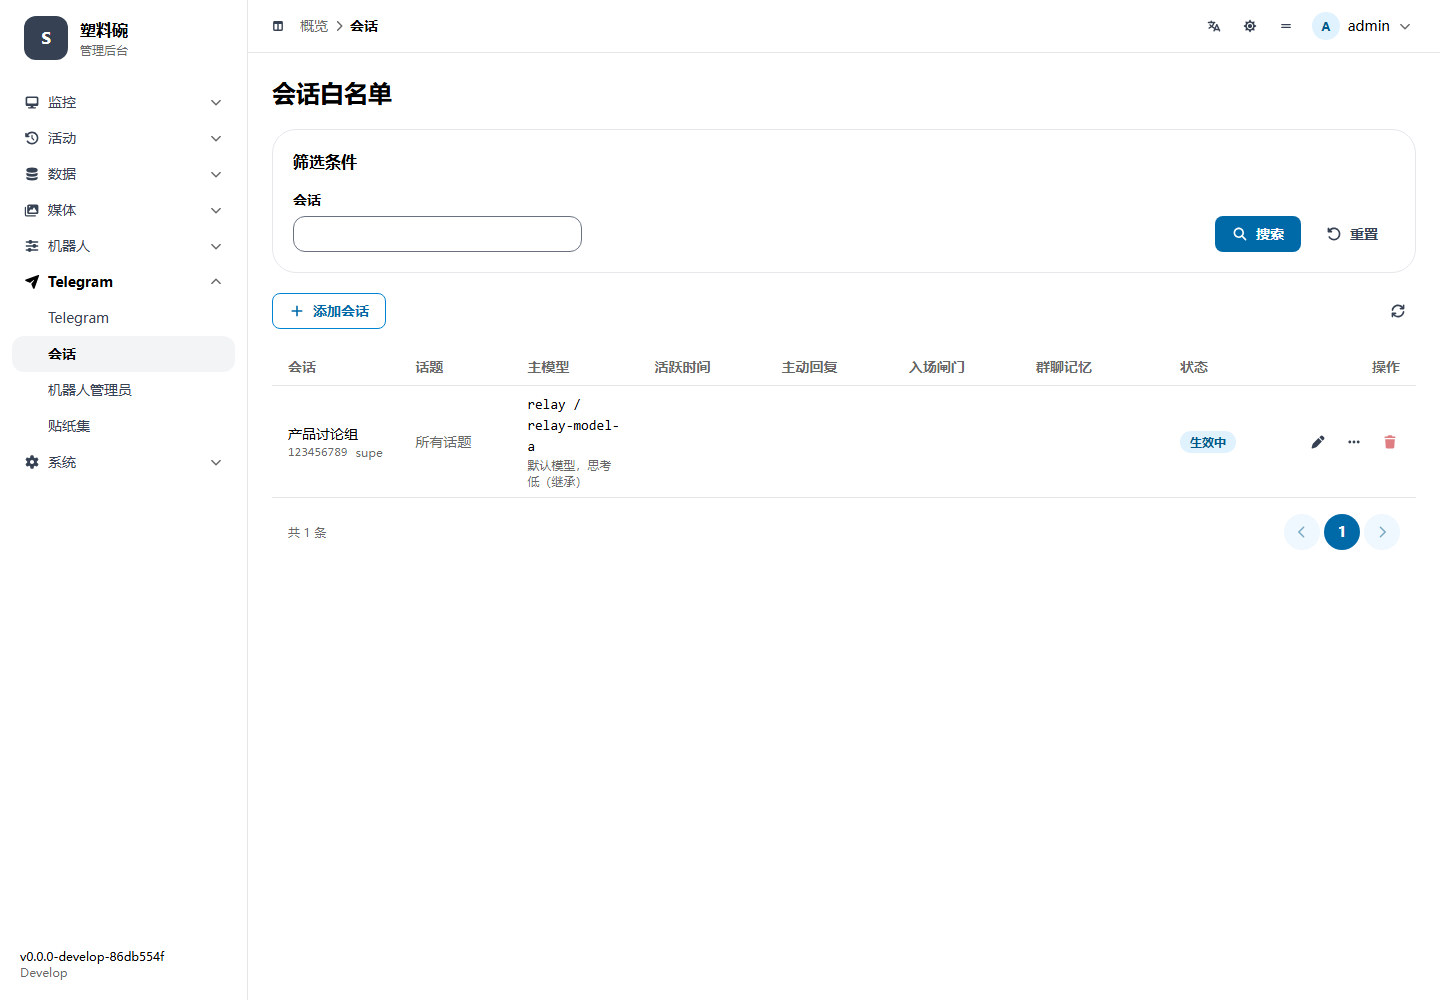 S
塑料碗
管理后台
监控
活动
数据
媒体
机器人
Telegram
Telegram
会话
机器人管理员
贴纸集
系统
v0.0.0-develop-86db554f
Develop
概览
会话
A
admin
会话白名单
筛选条件
会话
搜索
重置
添加会话
会话 话题 主模型 活跃时间 主动回复 入场闸门 群聊记忆 状态 操作
产品讨论组
123456789 supe
所有话题
relay /
relay-model-
a
默认模型，思考
低（继承）
生效中
共 1 条
1